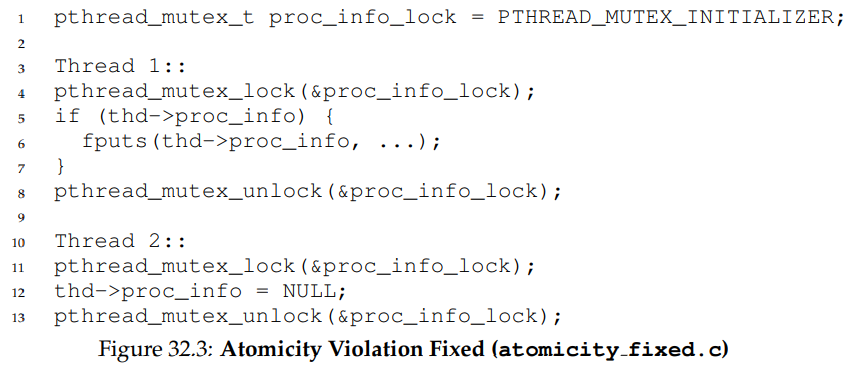 1 pthread_mutex_t proc_info_lock = PTHREAD_MUTEX_INITIALIZER;
2
3 Thread 1::
4 pthread_mutex_lock(&proc_info_lock);
5 if (thd->proc_info) {
6   fputs(thd->proc_info, ...);
7 }
8 pthread_mutex_unlock(&proc_info_lock);
9
10 Thread 2::
11 pthread_mutex_lock(&proc_info_lock);
12 thd->proc_info = NULL;
13 pthread_mutex_unlock(&proc_info_lock);
Figure 32.3: Atomicity Violation Fixed (atomicity_fixed.c)